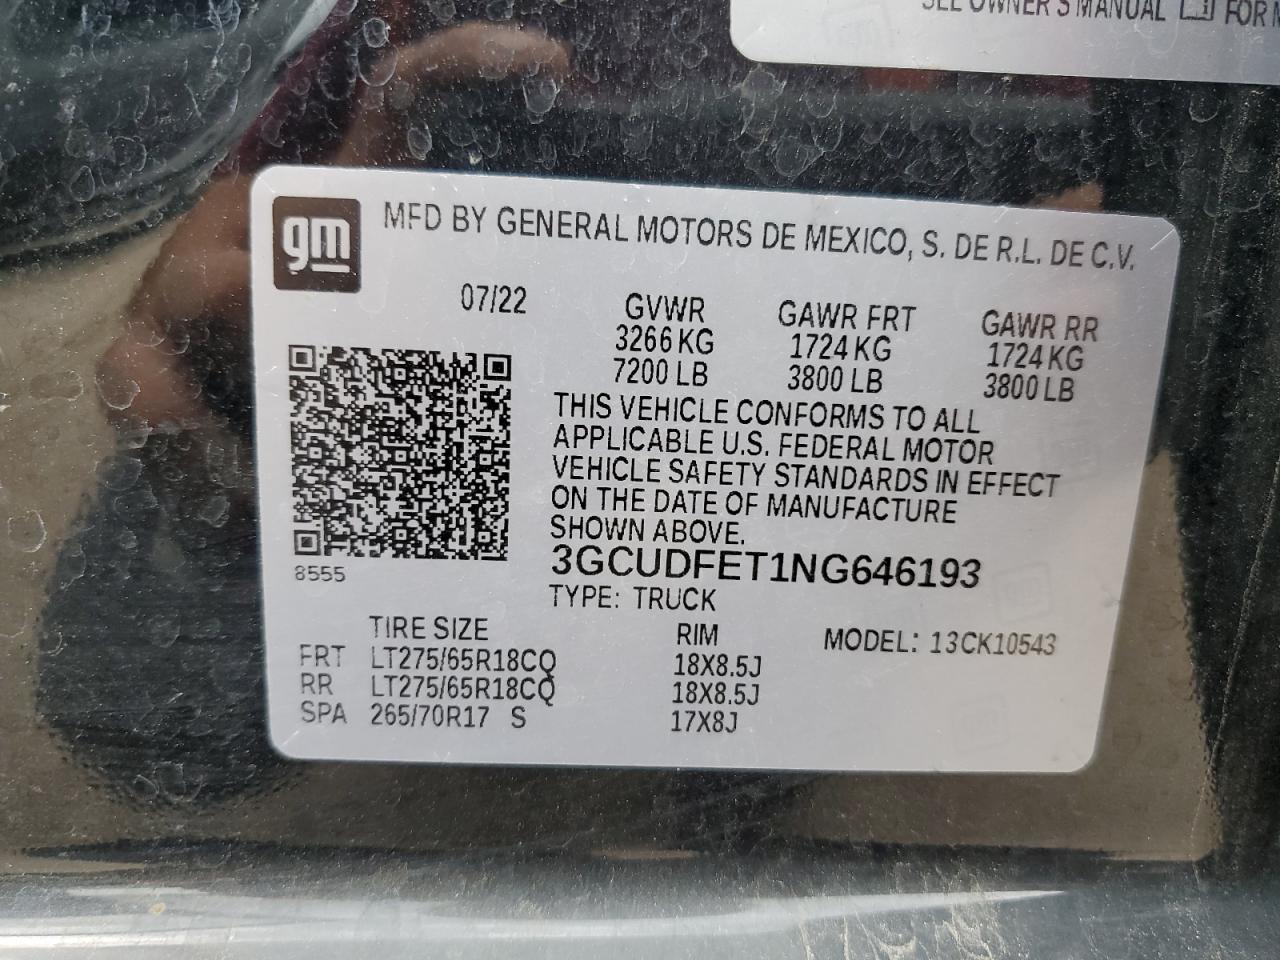 SEE OWNER'S MANUAL FOR
gm
MFD BY GENERAL MOTORS DE MEXICO, S. DE R.L. DE C.V.
07/22
GVWR GAWR FRT GAWR RR
3266 KG 1724 KG 1724 KG
7200 LB 3800 LB 3800 LB
THIS VEHICLE CONFORMS TO ALL
APPLICABLE U.S. FEDERAL MOTOR
VEHICLE SAFETY STANDARDS IN EFFECT
ON THE DATE OF MANUFACTURE
SHOWN ABOVE.
3GCUDFET1NG646193
8555
TYPE: TRUCK
TIRE SIZE RIM MODEL: 13CK10543
FRT LT275/65R18CQ 18X8.5J
RR LT275/65R18CQ 18X8.5J
SPA 265/70R17 S 17X8J